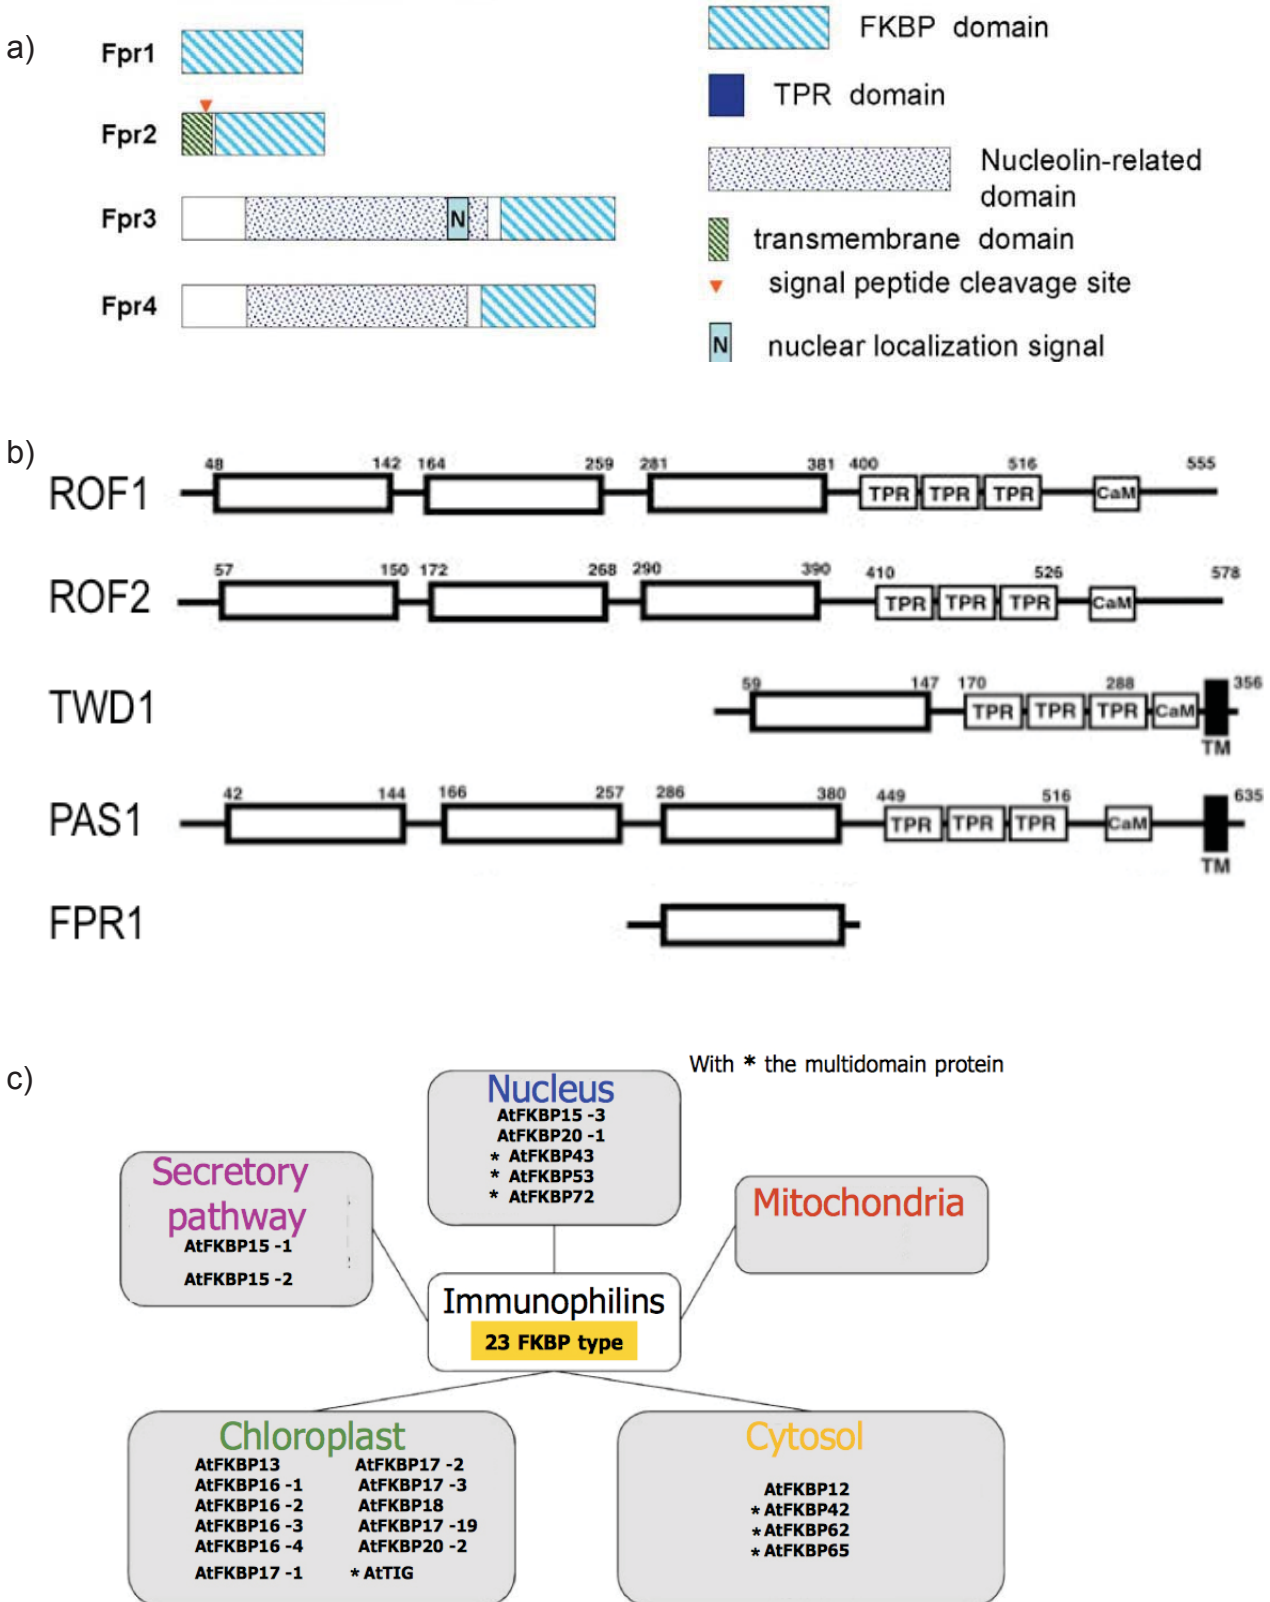 a)
Fpr1
Fpr2
Fpr3
N
Fpr4
FKBP domain
TPR domain
Nucleolin-related
domain
transmembrane domain
signal peptide cleavage site
N
nuclear localization signal
b)
48 142 164 259 281 381 400 516 555
ROF1
TPR TPR TPR CaM
57 150 172 268 290 390 410 526 578
ROF2
TPR TPR TPR CaM
59 147 170 288 356
TWD1
TPR TPR TPR CaM
TM
42 144 166 257 286 380 449 516 635
PAS1
TPR TPR TPR CaM
TM
FPR1
c)
With * the multidomain protein
Nucleus
AtFKBP15 -3
AtFKBP20 -1
* AtFKBP43
* AtFKBP53
* AtFKBP72
Secretory
pathway
AtFKBP15 -1
AtFKBP15 -2
Mitochondria
Immunophilins
23 FKBP type
Chloroplast
AtFKBP13 AtFKBP17 -2
AtFKBP16 -1 AtFKBP17 -3
AtFKBP16 -2 AtFKBP18
AtFKBP16 -3 AtFKBP17 -19
AtFKBP16 -4 AtFKBP20 -2
AtFKBP17 -1 * AtTIG
Cytosol
AtFKBP12
* AtFKBP42
* AtFKBP62
* AtFKBP65